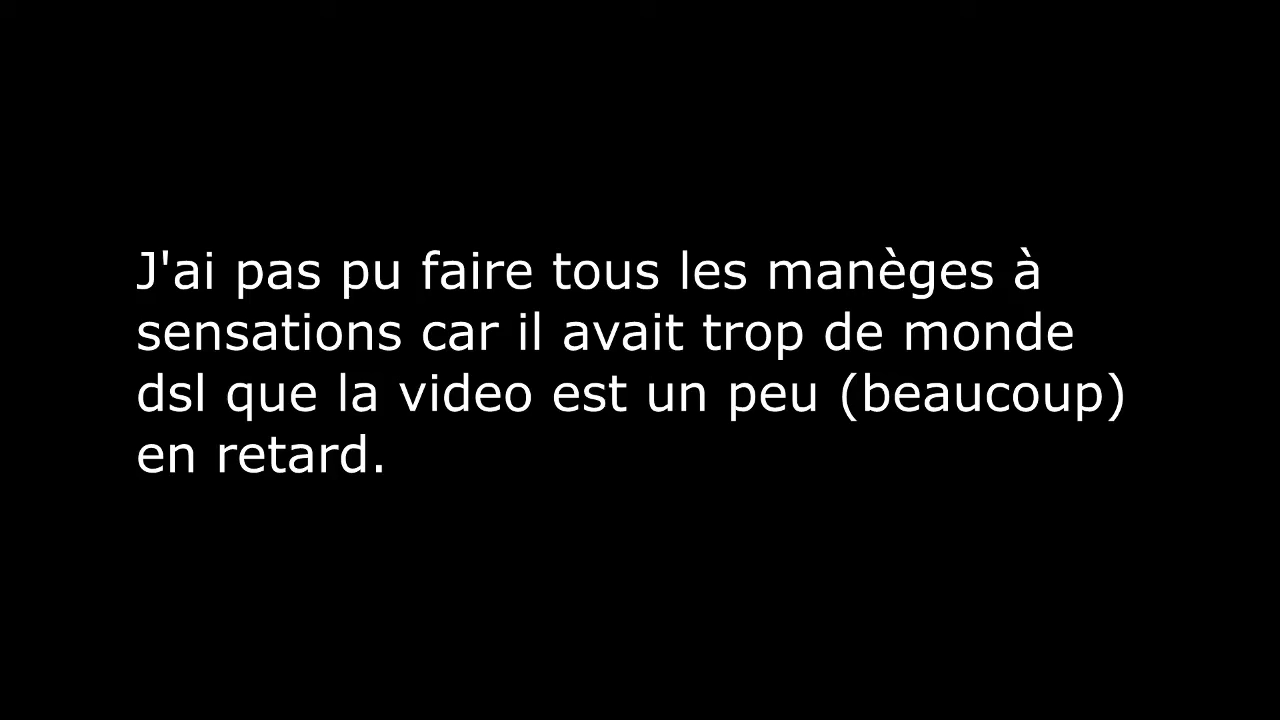 J'ai pas pu faire tous les manèges à
sensations car il avait trop de monde
dsl que la video est un peu (beaucoup)
en retard.